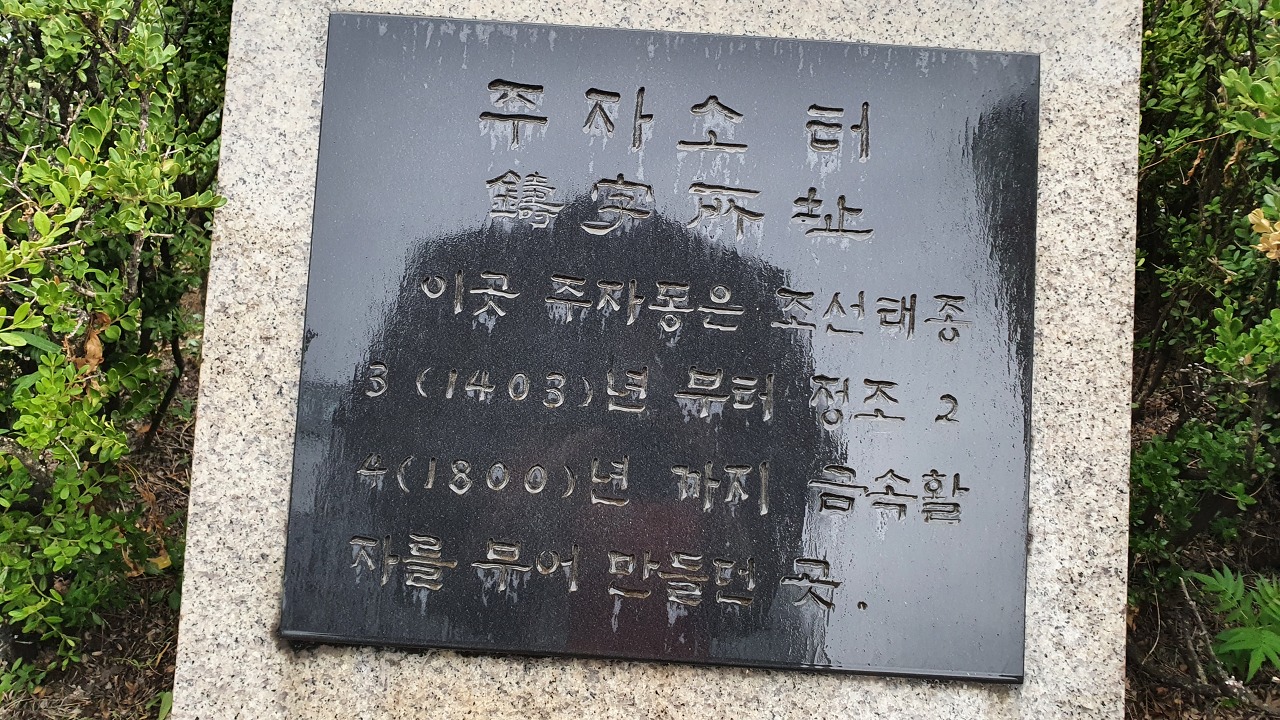 주자소터
鑄字所址
이곳 주자동은 조선태종
3 (1403)년 부터 정조 2
4(1800)년 까지 금속활
자를 부어 만들던 곳.